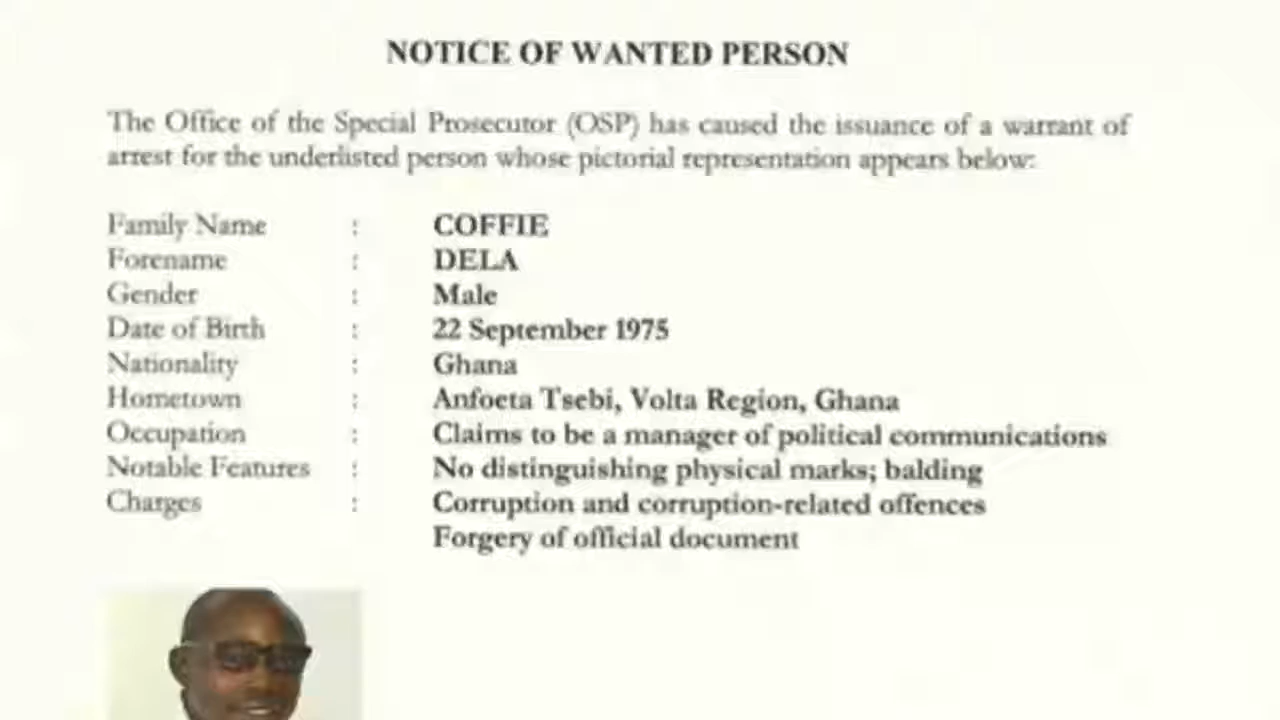 NOTICE OF WANTED PERSON
The Office of the Special Prosecutor (OSP) has caused the issuance of a warrant of
arrest for the underlisted person whose pictorial representation appears below:
Family Name : COFFIE
Forename : DELA
Gender : Male
Date of Birth : 22 September 1975
Nationality : Ghana
Hometown : Anfoeta Tsebi, Volta Region, Ghana
Occupation : Claims to be a manager of political communications
Notable Features : No distinguishing physical marks; balding
Charges : Corruption and corruption-related offences
Forgery of official document